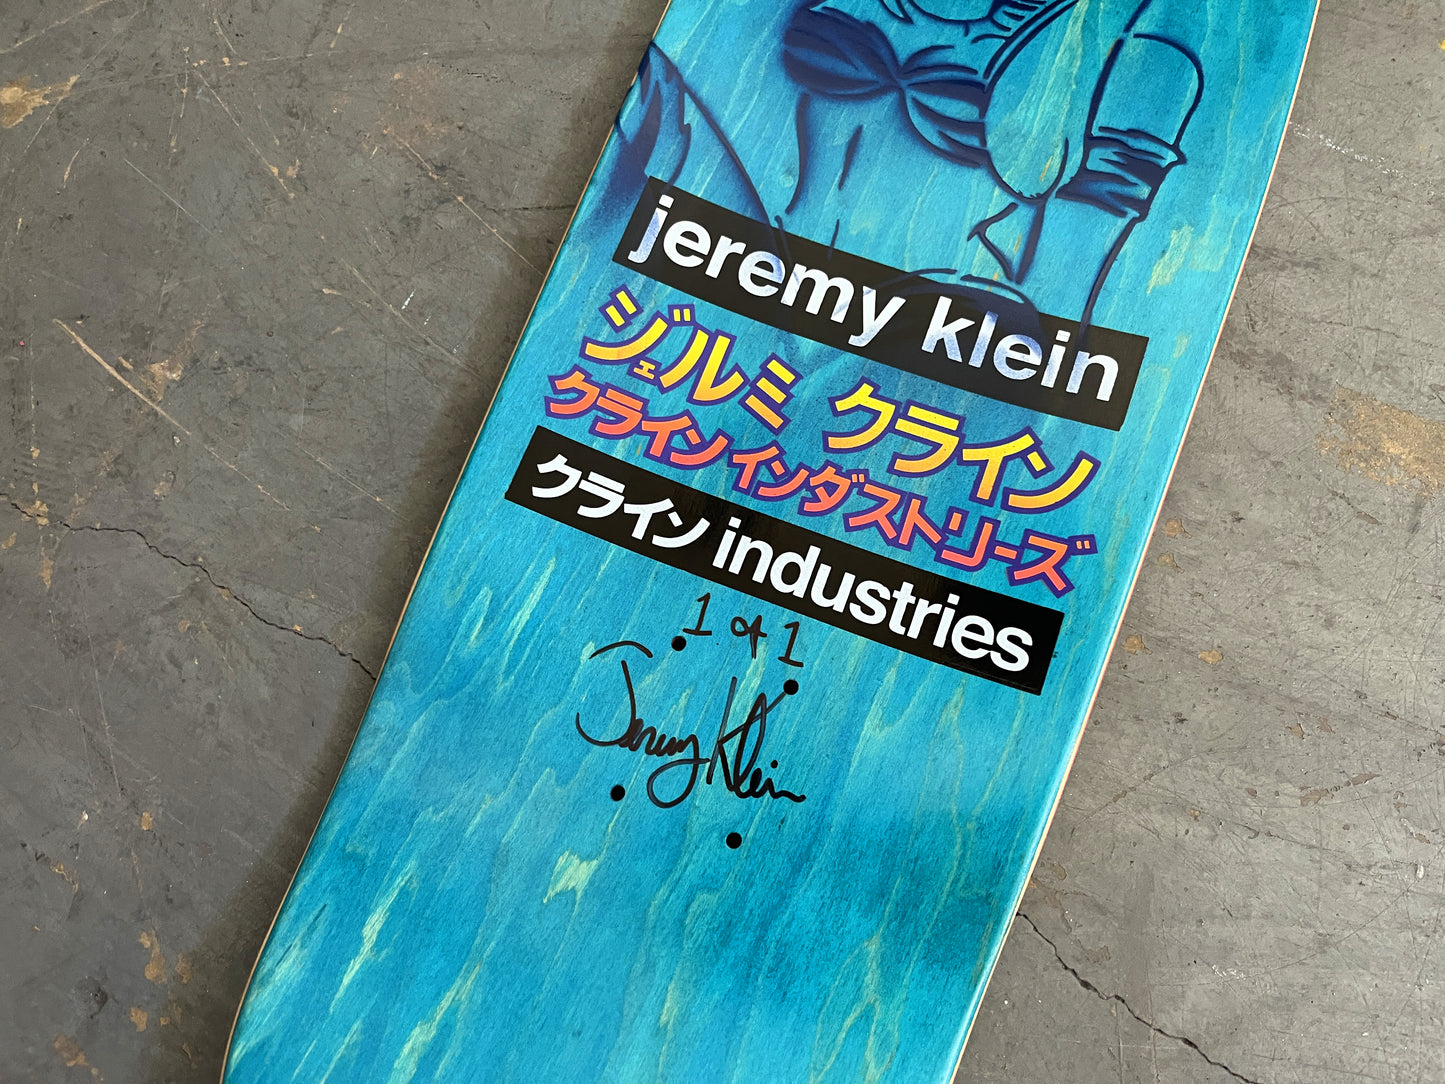 jeremy klein
ジェルミ クライン
クライン インダストリーズ
クライン industries
1 of 1
Jeremy Klein